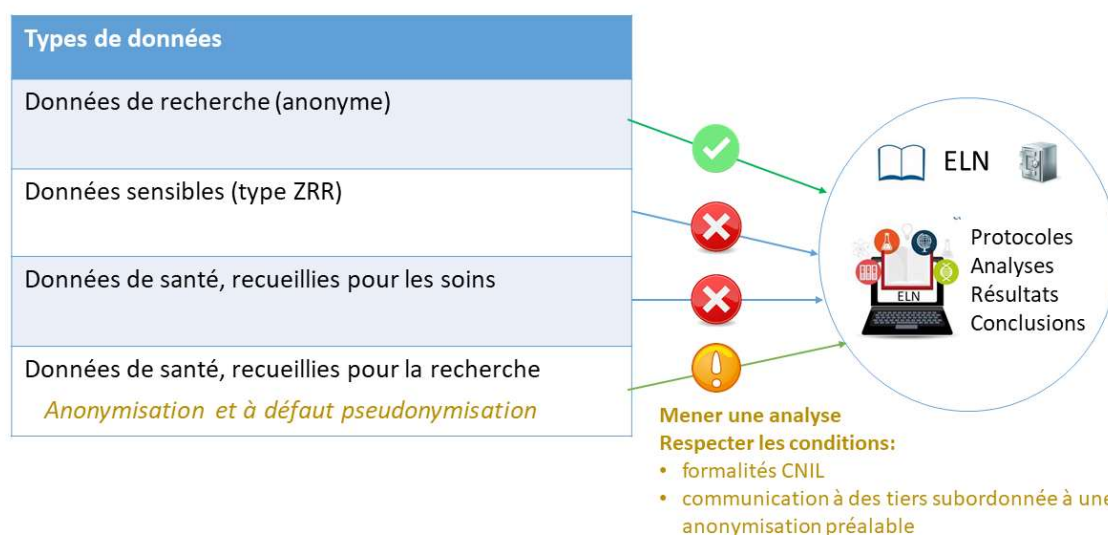 Types de données
Données de recherche (anonyme)
Données sensibles (type ZRR)
Données de santé, recueillies pour les soins
Données de santé, recueillies pour la recherche
Anonymisation et à défaut pseudonymisation
ELN
ELN
Protocoles
Analyses
Résultats
Conclusions
Mener une analyse
Respecter les conditions:
• formalités CNIL
• communication à des tiers subordonnée à une
anonymisation préalable